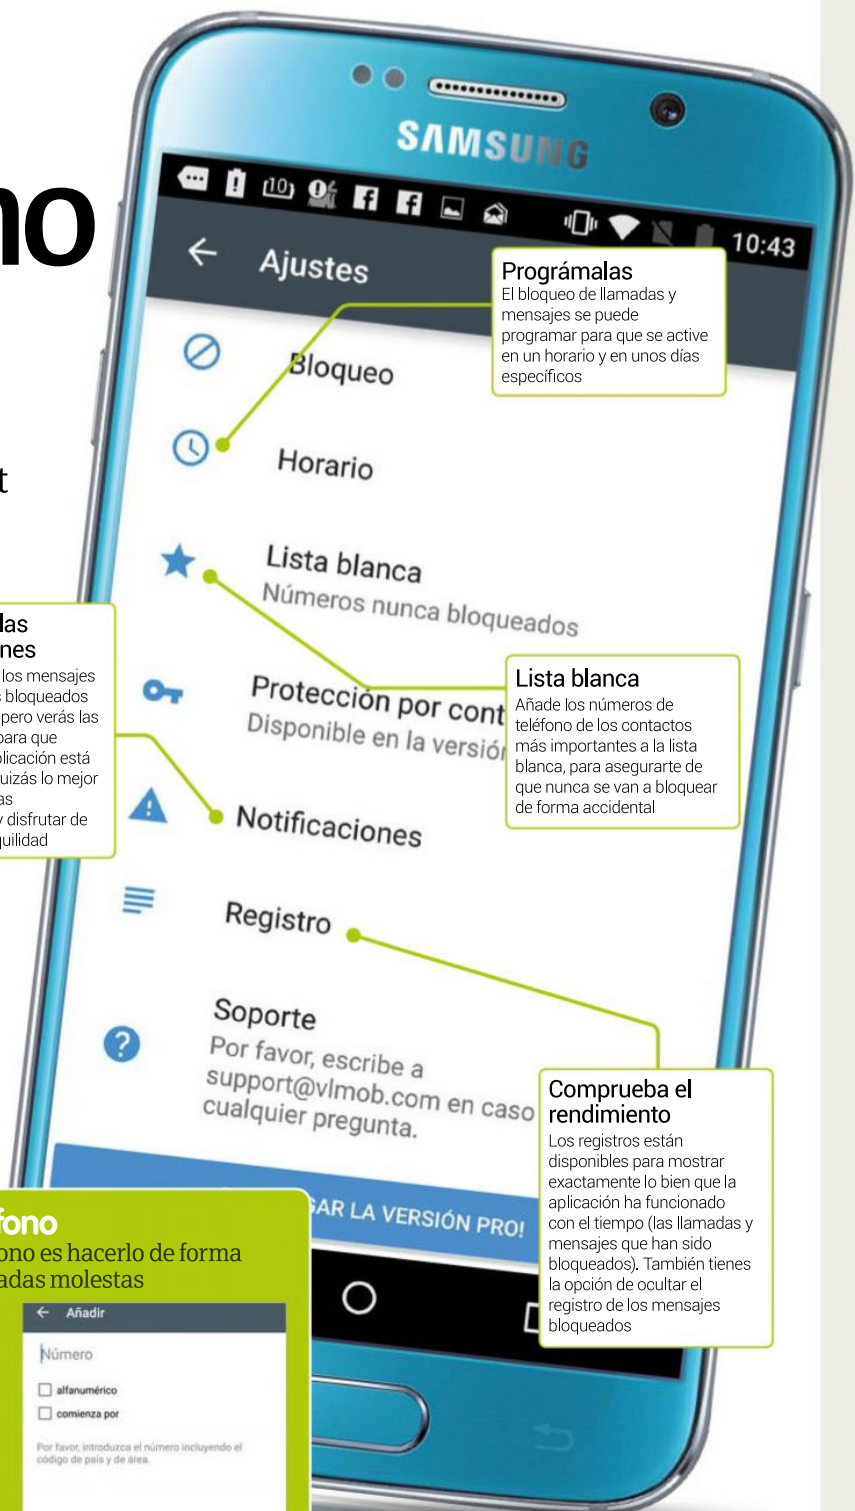 no
t
SAMSUNG
10:43
Ajustes
Bloqueo
Horario
Lista blanca
Números nunca bloqueados
Protección por cont
Disponible en la versión
Notificaciones
Registro
Soporte
Por favor, escribe a
support@vlmob.com en caso
cualquier pregunta.
GAR LA VERSIÓN PRO!
Prográmalas
El bloqueo de llamadas y
mensajes se puede
programar para que se active
en un horario y en unos días
específicos
las
nes
los mensajes
s bloqueados
pero verás las
para que
plicación está
uizás lo mejor
as
y disfrutar de
quilidad
Lista blanca
Añade los números de
teléfono de los contactos
más importantes a la lista
blanca, para asegurarte de
que nunca se van a bloquear
de forma accidental
Comprueba el
rendimiento
Los registros están
disponibles para mostrar
exactamente lo bien que la
aplicación ha funcionado
con el tiempo (las llamadas y
mensajes que han sido
bloqueados). También tienes
la opción de ocultar el
registro de los mensajes
bloqueados
fono
ono es hacerlo de forma
adas molestas
Añadir
Número
alfanumérico
comienza por
Por favor, introduzca el número incluyendo el
código de país y de área.